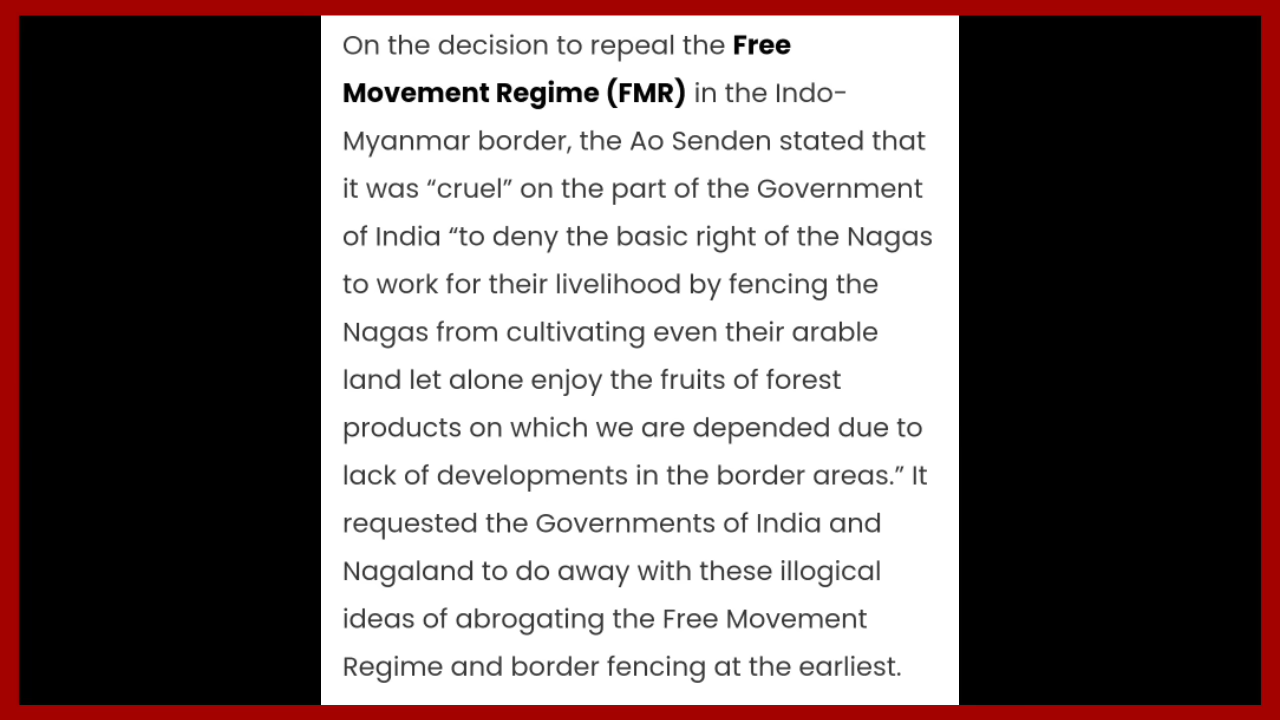 On the decision to repeal the Free
Movement Regime (FMR) in the Indo-
Myanmar border, the Ao Senden stated that
it was “cruel” on the part of the Government
of India “to deny the basic right of the Nagas
to work for their livelihood by fencing the
Nagas from cultivating even their arable
land let alone enjoy the fruits of forest
products on which we are depended due to
lack of developments in the border areas.” It
requested the Governments of India and
Nagaland to do away with these illogical
ideas of abrogating the Free Movement
Regime and border fencing at the earliest.